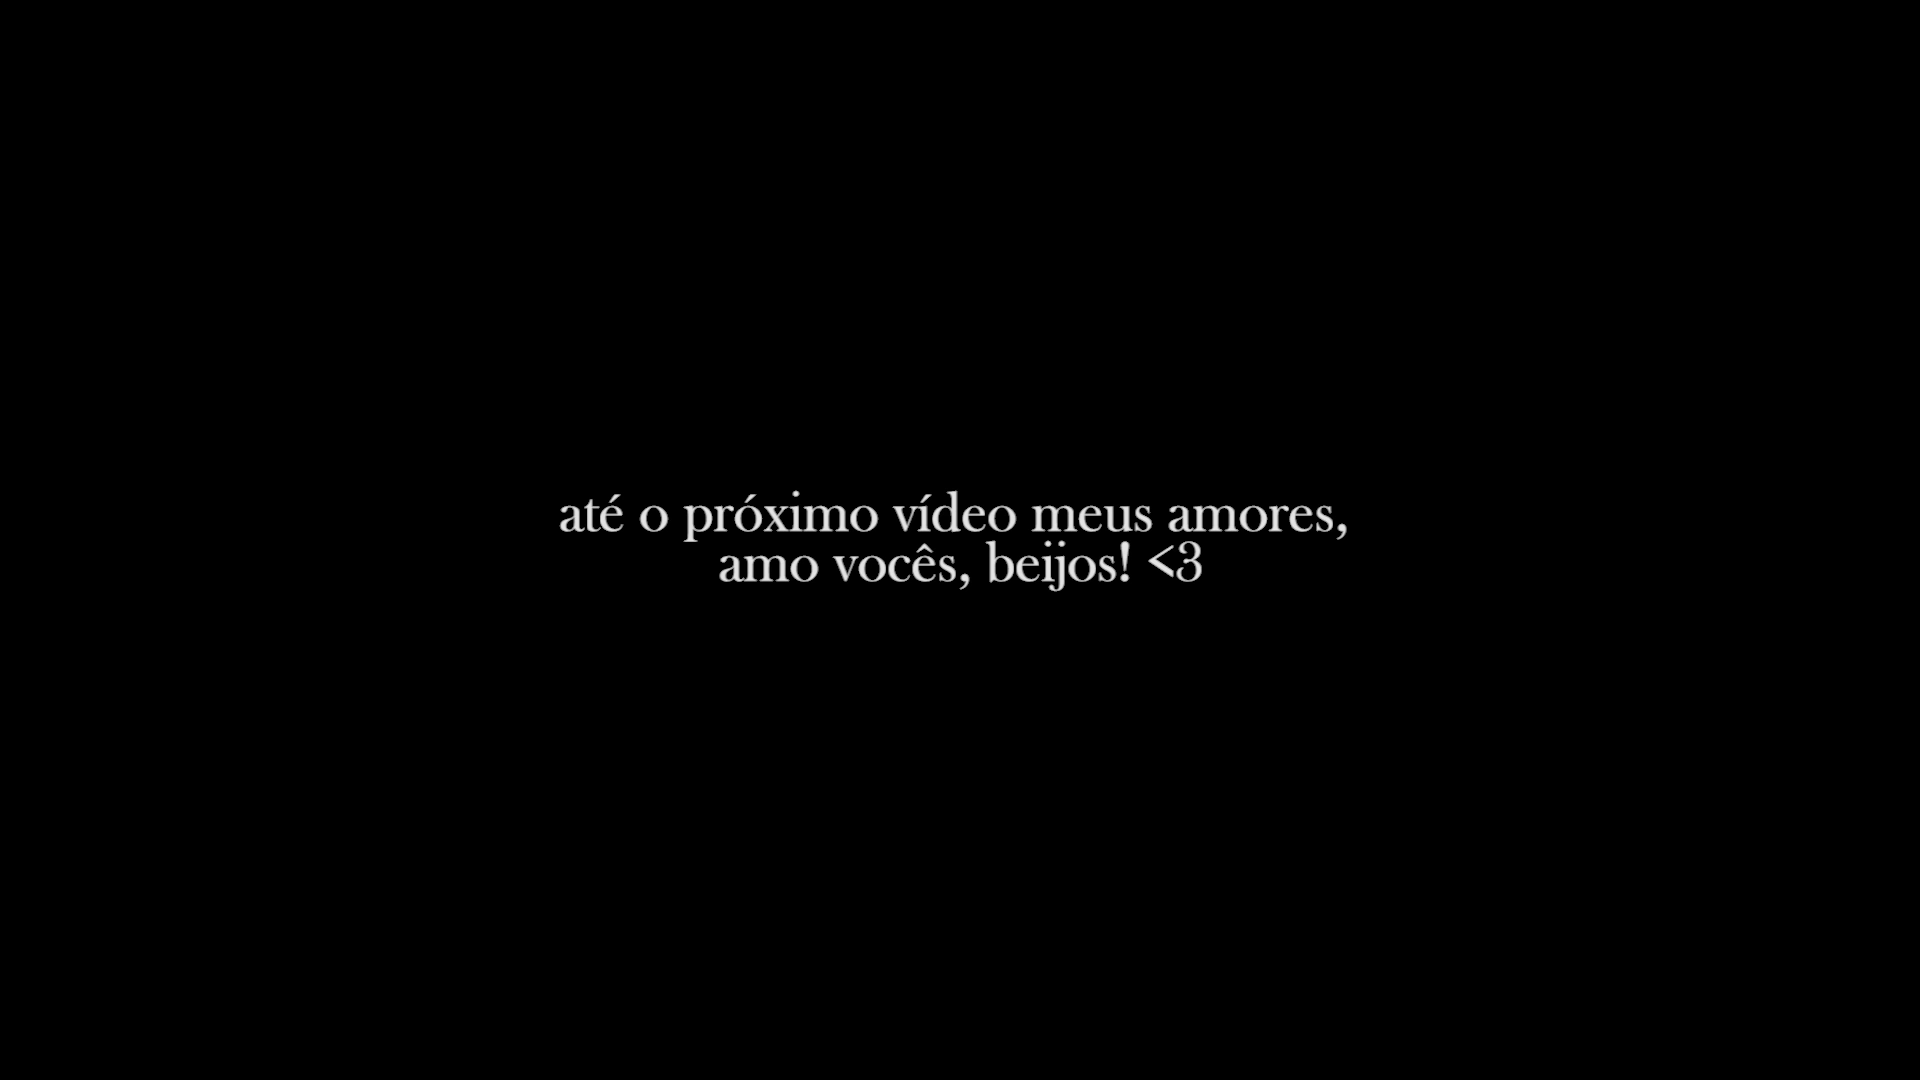 até o próximo vídeo meus amores,
amo vocês, beijos! <3